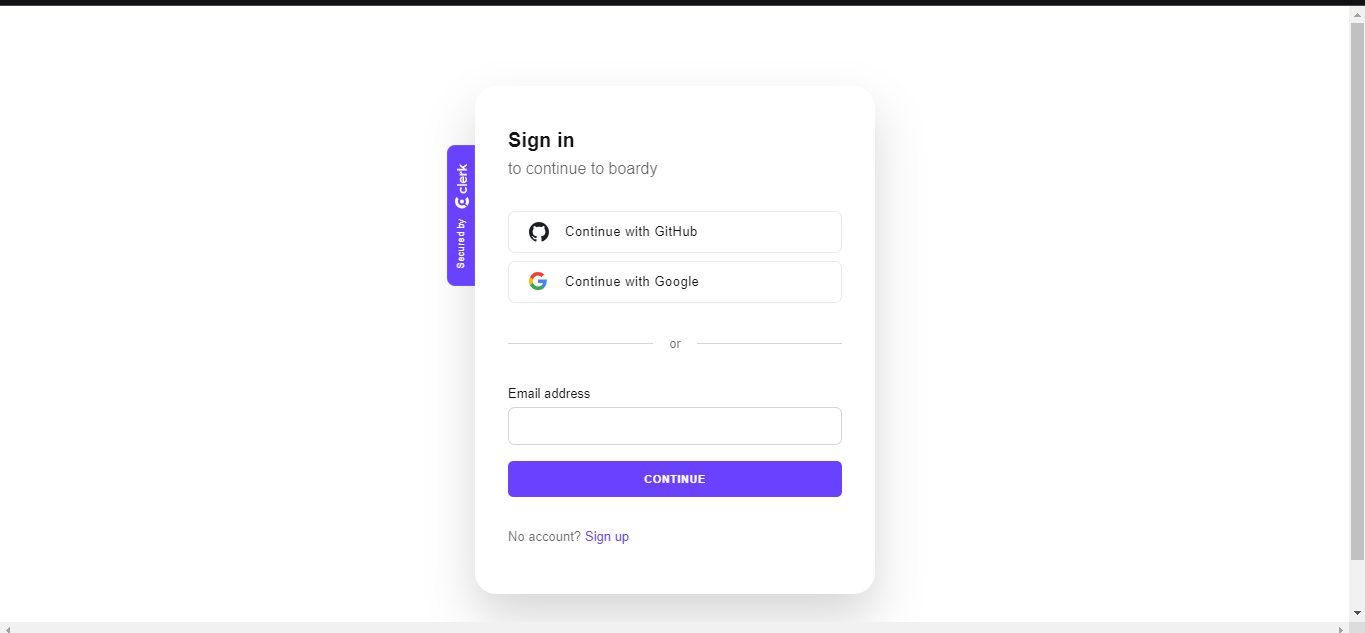 Sign in
to continue to boardy
Secured by clerk
Continue with GitHub
Continue with Google
or
Email address
CONTINUE
No account? Sign up